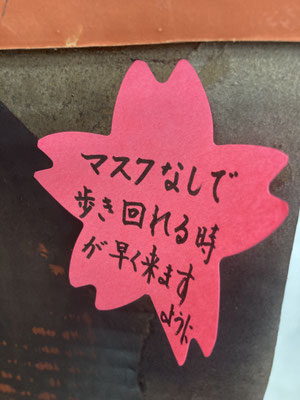 マスクなしで
歩き回れる時
が早く来ます
ように